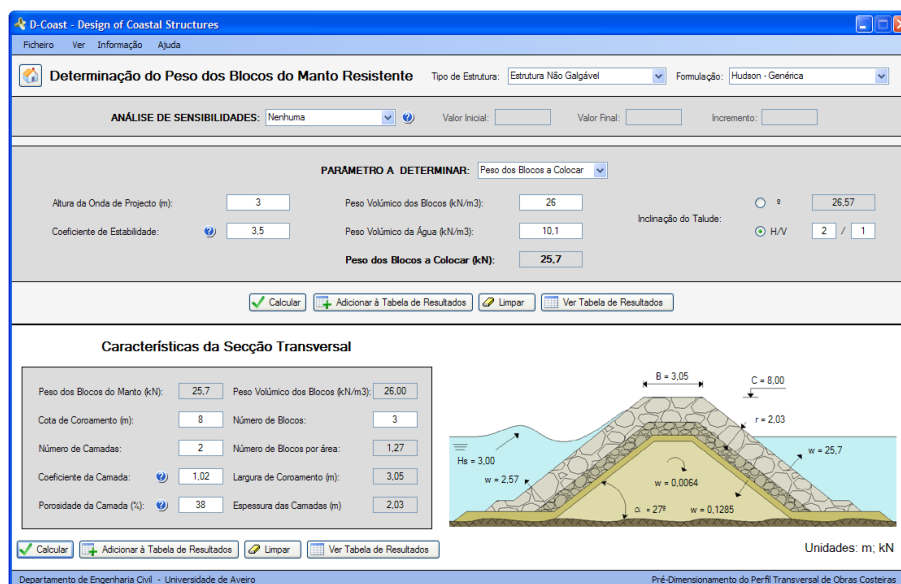 D-Coast - Design of Coastal Structures
Ficheiro Ver Informação Ajuda
Determinação do Peso dos Blocos do Manto Resistente Tipo de Estrutura: Estrutura Não Galgável Formulação: Hudson - Genérica
ANÁLISE DE SENSIBILIDADES: Nenhuma Valor Inicial: Valor Final: Incremento:
PARÂMETRO A DETERMINAR: Peso dos Blocos a Colocar
Altura da Onda de Projecto (m): 3 Peso Volúmico dos Blocos (kN/m3): 26 º 26,57
Inclinação do Talude:
Coeficiente de Estabilidade: 3,5 Peso Volúmico da Água (kN/m3): 10,1 H/V 2 / 1
Peso dos Blocos a Colocar (kN): 25,7
Calcular Adicionar à Tabela de Resultados Limpar Ver Tabela de Resultados
Características da Secção Transversal
Peso dos Blocos do Manto (kN): 25,7 Peso Volúmico dos Blocos (kN/m3): 26,00
Cota de Coroamento (m): 8 Número de Blocos: 3
Número de Camadas: 2 Número de Blocos por área: 1,27
Coeficiente da Camada: 1,02 Largura de Coroamento (m): 3,05
Porosidade da Camada (%): 38 Espessura das Camadas (m) 2,03
B = 3,05
C = 8,00
r = 2,03
Hs = 3,00
w = 25,7
w = 2,57
w = 0,0064
α = 27º
w = 0,1285
Calcular Adicionar à Tabela de Resultados Limpar Ver Tabela de Resultados
Unidades: m; kN
Departamento de Engenharia Civil - Universidade de Aveiro Pré-Dimensionamento do Perfil Transversal de Obras Costeiras